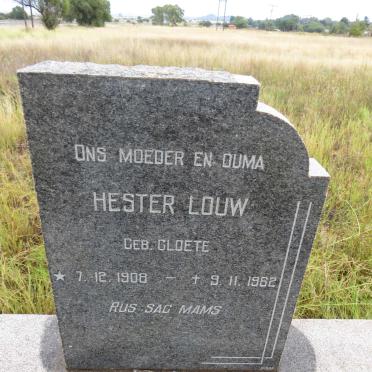 ONS MOEDER EN OUMA
HESTER LOUW
GEB. CLOETE
★ 7.12.1908 – ✝ 9.11.1982
RUS SAG MAMS